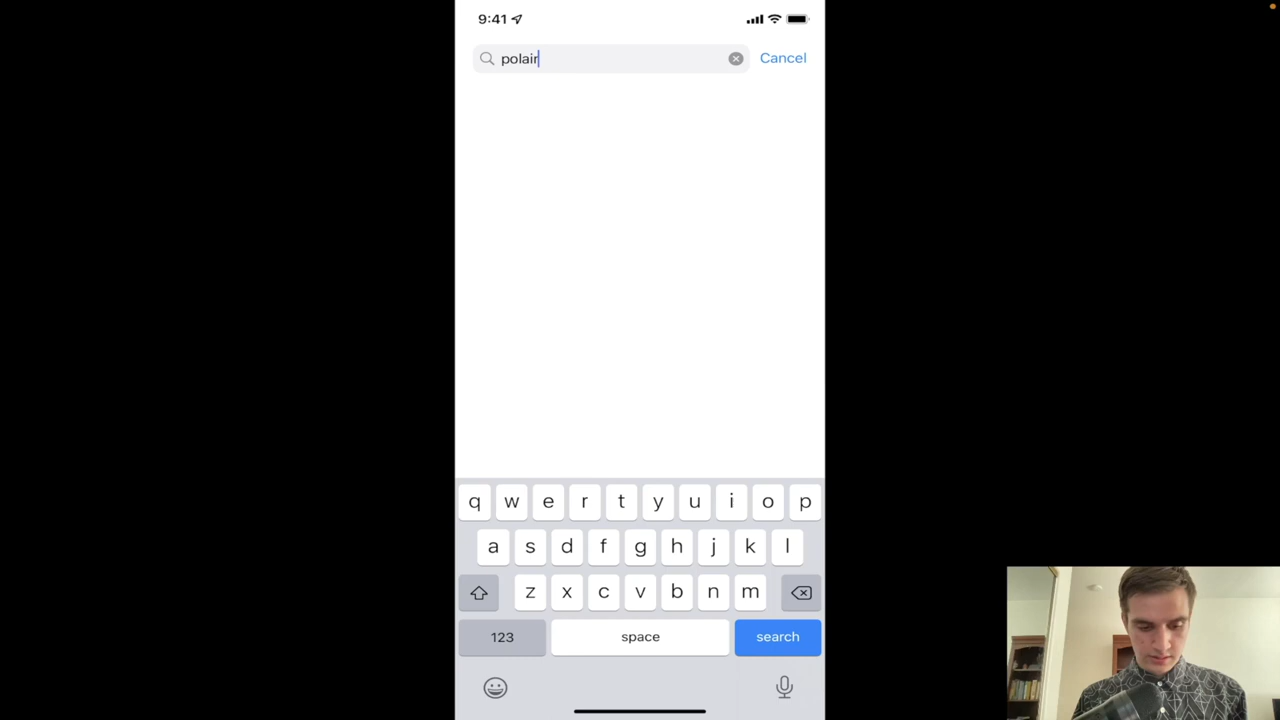 9:41
polair
Cancel
q w e r t y u i o p
a s d f g h j k l
z x c v b n m
123 space search